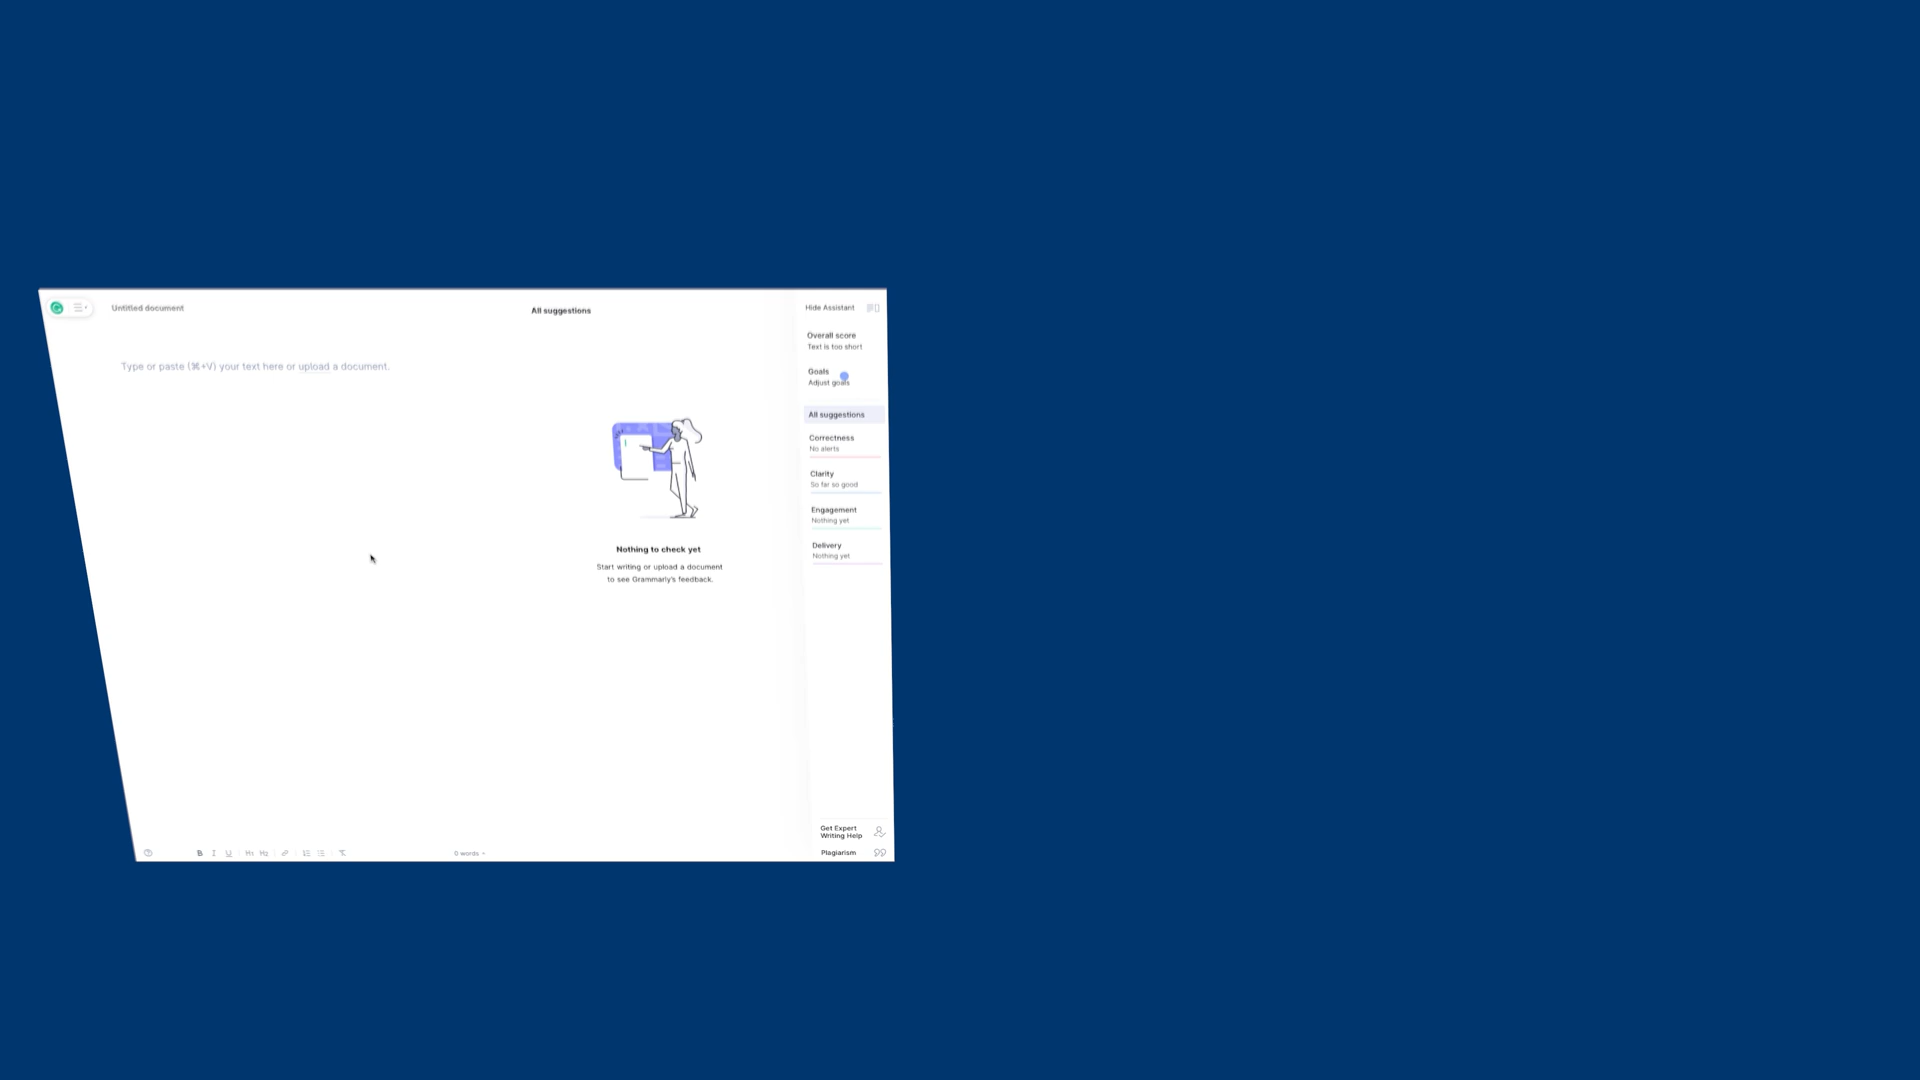 Untitled document
All suggestions
Hide Assistant
Overall score
Text is too short
Type or paste (⌘+V) your text here or upload a document.
Goals
Adjust goals
All suggestions
Correctness
No alerts
Clarity
So far so good
Engagement
Nothing yet
Delivery
Nothing yet
Nothing to check yet
Start writing or upload a document
to see Grammarly's feedback.
Get Expert
Writing Help
B I U H1 H2
0 words
Plagiarism